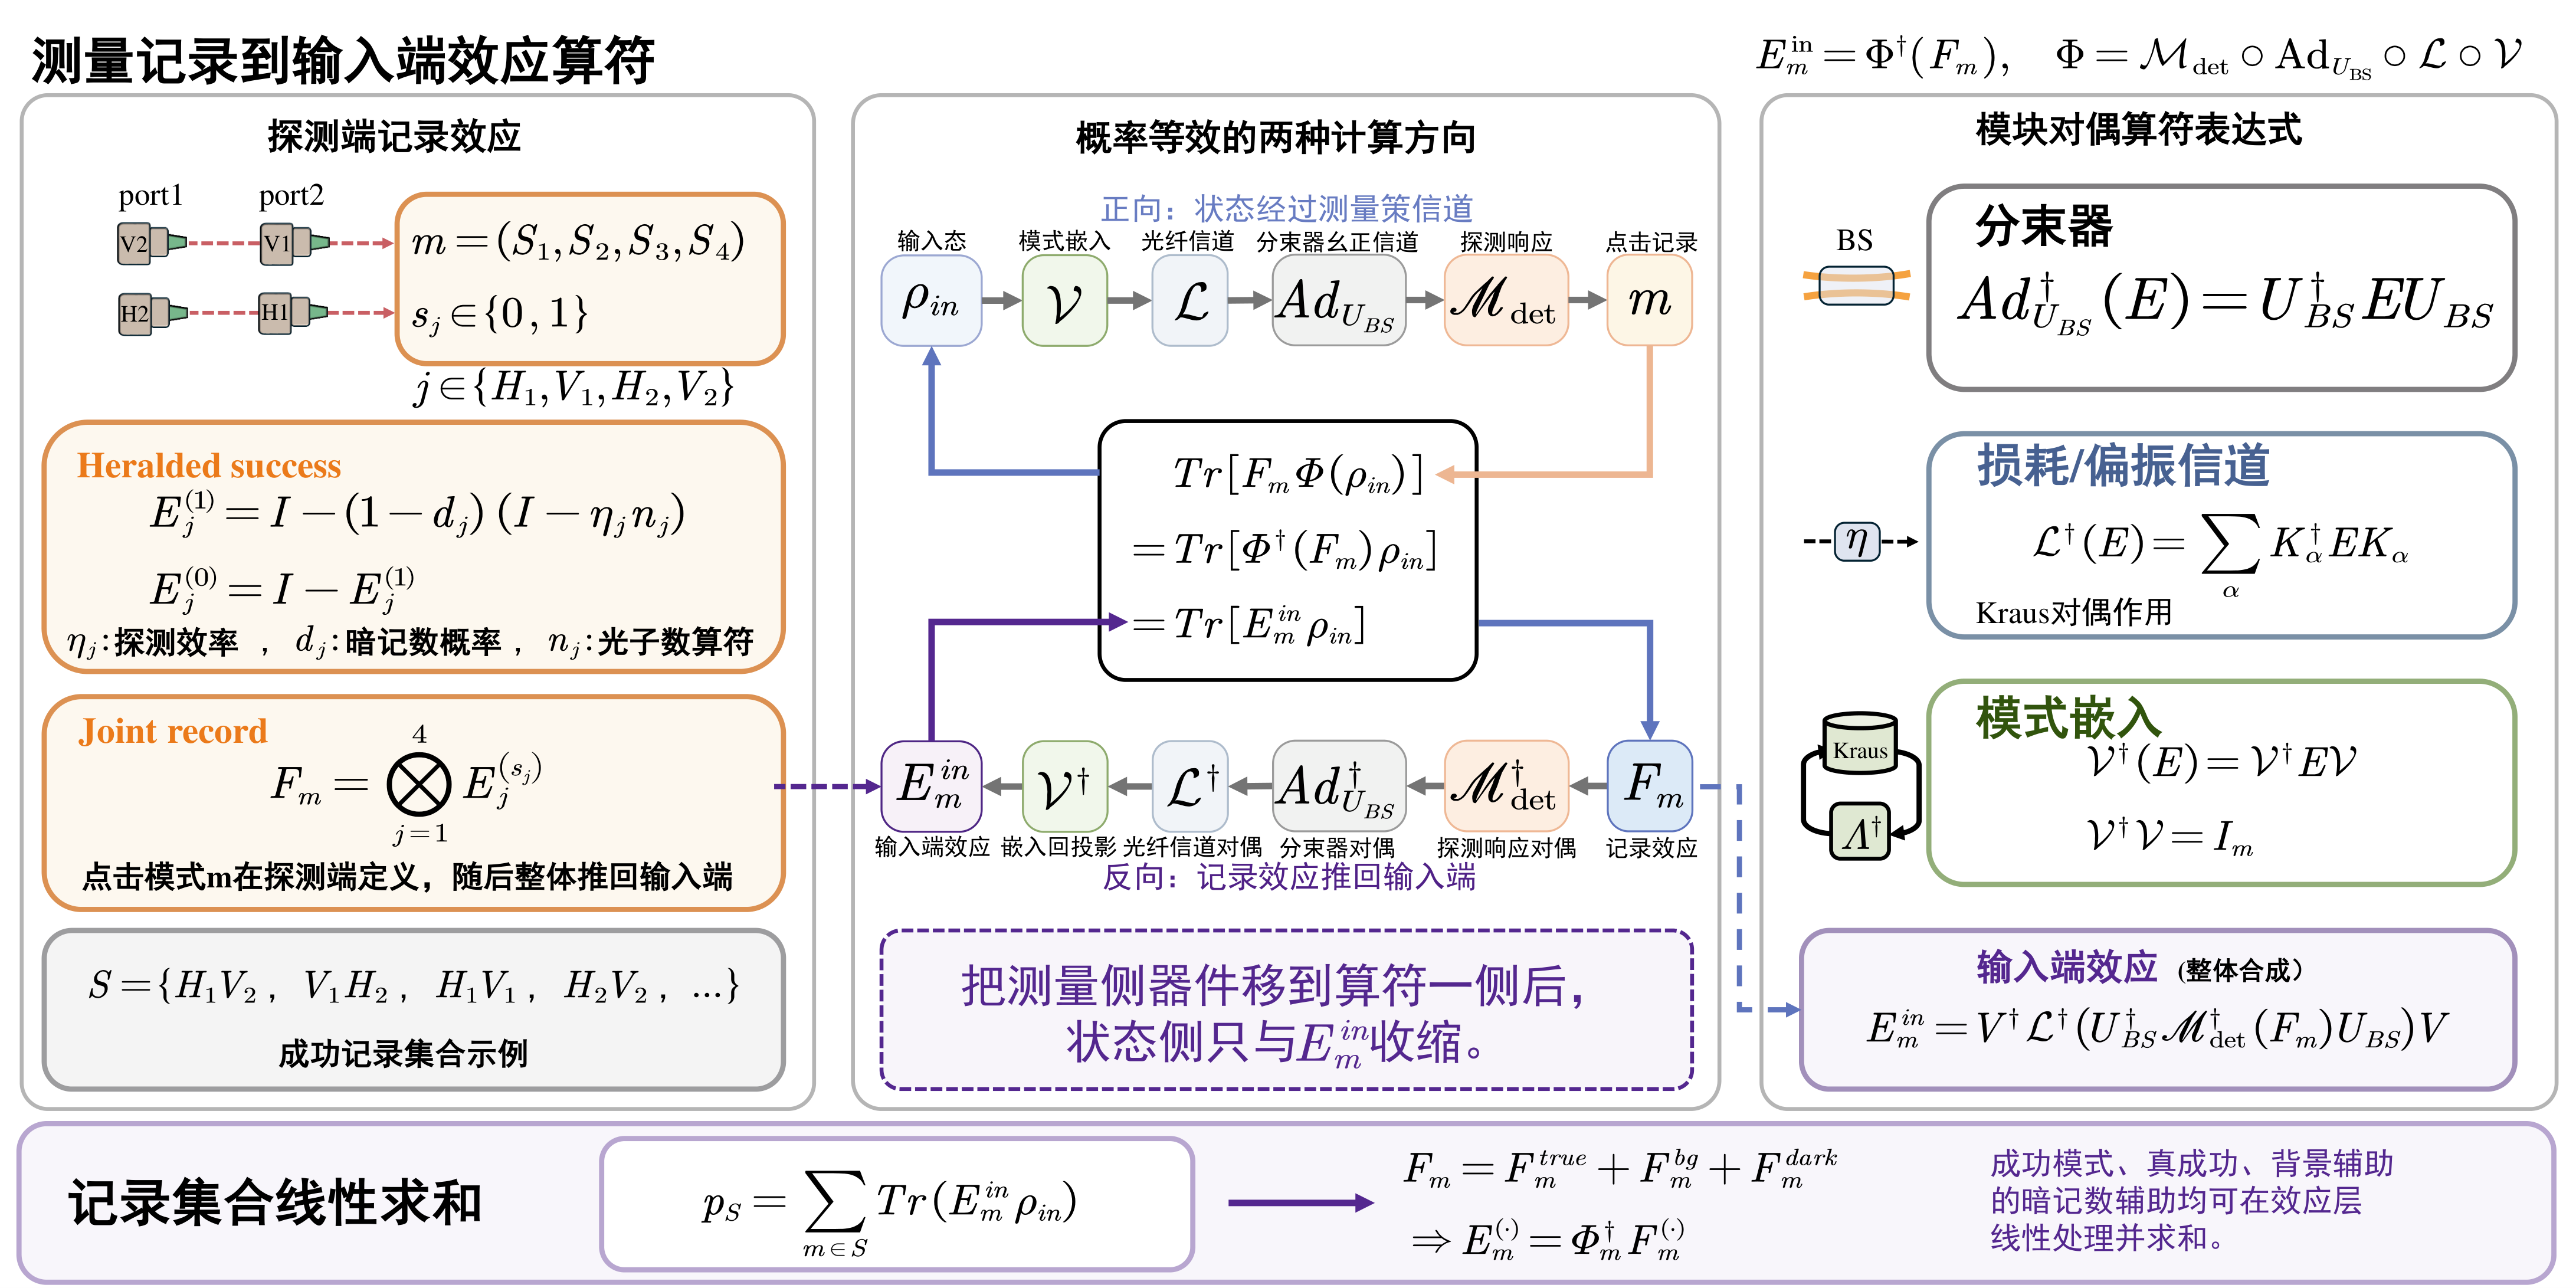 测量记录到输入端效应算符
E_m^{in} = Φ†(F_m), Φ = ℳ_det ∘ Ad_{U_BS} ∘ ℒ ∘ 𝒱
探测端记录效应
port1 port2
V2 V1
H2 H1
m = (S_1, S_2, S_3, S_4)
s_j ∈ {0, 1}
j ∈ {H_1, V_1, H_2, V_2}
Heralded success
E_j^{(1)} = I − (1 − d_j)(I − η_j n_j)
E_j^{(0)} = I − E_j^{(1)}
η_j:探测效率 , d_j:暗记数概率 , n_j:光子数算符
Joint record
F_m = ⨂_{j=1}^{4} E_j^{(s_j)}
点击模式m在探测端定义，随后整体推回输入端
S = {H_1V_2 , V_1H_2 , H_1V_1 , H_2V_2 , ...}
成功记录集合示例
概率等效的两种计算方向
正向：状态经过测量策信道
输入态 模式嵌入 光纤信道 分束器幺正信道 探测响应 点击记录
ρ_in 𝒱 ℒ Ad_{U_BS} ℳ_det m
Tr[F_m Φ(ρ_in)]
= Tr[Φ†(F_m)ρ_in]
= Tr[E_m^{in} ρ_in]
E_m^{in} 𝒱† ℒ† Ad†_{U_BS} ℳ†_det F_m
输入端效应 嵌入回投影 光纤信道对偶 分束器对偶 探测响应对偶 记录效应
反向：记录效应推回输入端
把测量侧器件移到算符一侧后，
状态侧只与E_m^{in}收缩。
模块对偶算符表达式
BS
分束器
Ad†_{U_BS}(E) = U†_BS E U_BS
损耗/偏振信道
η
ℒ†(E) = ∑_α K_α† E K_α
Kraus对偶作用
模式嵌入
Kraus
Λ†
𝒱†(E) = 𝒱†E𝒱
𝒱†𝒱 = I_m
输入端效应 (整体合成)
E_m^{in} = V†ℒ†(U†_BS ℳ†_det(F_m)U_BS)V
记录集合线性求和
p_S = ∑_{m∈S} Tr(E_m^{in} ρ_in)
F_m = F_m^{true} + F_m^{bg} + F_m^{dark}
⇒ E_m^{(·)} = Φ_m† F_m^{(·)}
成功模式、真成功、背景辅助
的暗记数辅助均可在效应层
线性处理并求和。